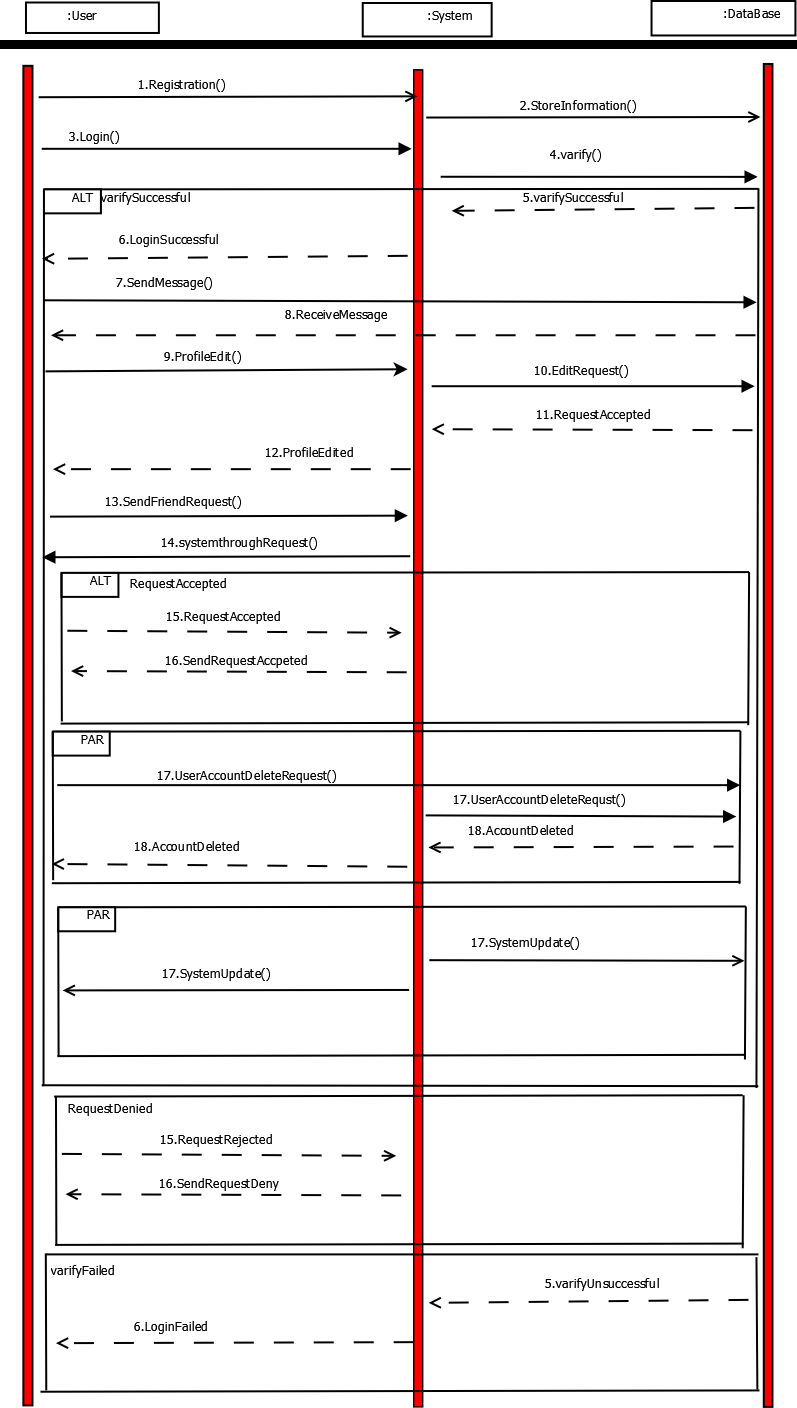 :User
:System
:DataBase
1.Registration()
2.StoreInformation()
3.Login()
4.varify()
ALT varifySuccessful
5.varifySuccessful
6.LoginSuccessful
7.SendMessage()
8.ReceiveMessage
9.ProfileEdit()
10.EditRequest()
11.RequestAccepted
12.ProfileEdited
13.SendFriendRequest()
14.systemthroughRequest()
ALT RequestAccepted
15.RequestAccepted
16.SendRequestAccpeted
PAR
17.UserAccountDeleteRequest()
17.UserAccountDeleteRequst()
18.AccountDeleted
18.AccountDeleted
PAR
17.SystemUpdate()
17.SystemUpdate()
RequestDenied
15.RequestRejected
16.SendRequestDeny
varifyFailed
5.varifyUnsuccessful
6.LoginFailed